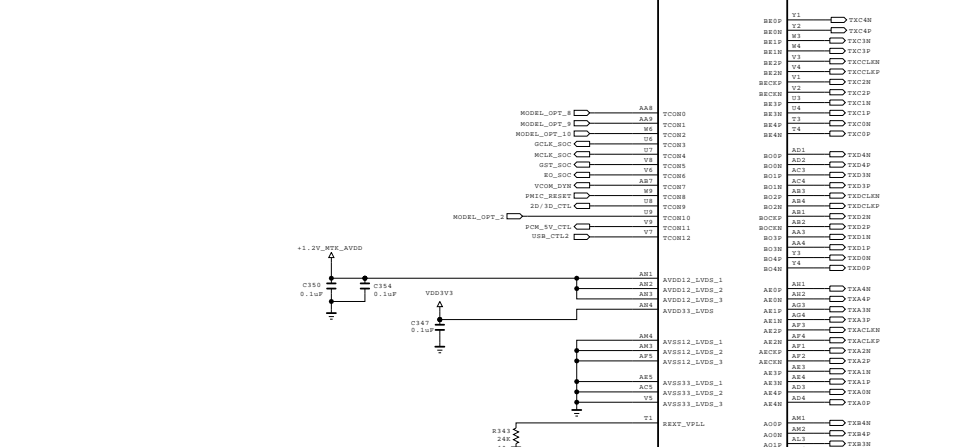 BE0P Y1 TXC4N
BE0N Y2 TXC4P
BE1P W3 TXC3N
BE1N W4 TXC3P
BE2P V3 TXCCLKN
BE2N V4 TXCCLKP
BECKP V1 TXC2N
BECKN V2 TXC2P
BE3P U3 TXC1N
MODEL_OPT_8 AA8 TCON0 BE3N U4 TXC1P
MODEL_OPT_9 AA9 TCON1 BE4P T3 TXC0N
MODEL_OPT_10 W6 TCON2 BE4N T4 TXC0P
GCLK_SOC U6 TCON3
MCLK_SOC U7 TCON4 BO0P AD1 TXD4N
GST_SOC V8 TCON5 BO0N AD2 TXD4P
EO_SOC V6 TCON6 BO1P AC3 TXD3N
VCOM_DYN AB7 TCON7 BO1N AC4 TXD3P
PMIC_RESET W9 TCON8 BO2P AB3 TXDCLKN
2D/3D_CTL U8 TCON9 BO2N AB4 TXDCLKP
MODEL_OPT_2 U9 TCON10 BOCKP AB1 TXD2N
PCM_5V_CTL V9 TCON11 BOCKN AB2 TXD2P
USB_CTL2 V7 TCON12 BO3P AA3 TXD1N
+1.2V_MTK_AVDD BO3N AA4 TXD1P
BO4P Y3 TXD0N
BO4N Y4 TXD0P
AN1 AVDD12_LVDS_1
C350 0.1uF C354 0.1uF AN2 AVDD12_LVDS_2 AE0P AH1 TXA4N
VDD3V3 AN3 AVDD12_LVDS_3 AE0N AH2 TXA4P
AN4 AVDD33_LVDS AE1P AG3 TXA3N
C347 0.1uF AE1N AG4 TXA3P
AE2P AF3 TXACLKN
AM4 AVSS12_LVDS_1 AE2N AF4 TXACLKP
AM3 AVSS12_LVDS_2 AECKP AF1 TXA2N
AF5 AVSS12_LVDS_3 AECKN AF2 TXA2P
AE3P AE3 TXA1N
AE5 AVSS33_LVDS_1 AE3N AE4 TXA1P
AC5 AVSS33_LVDS_2 AE4P AD3 TXA0N
V5 AVSS33_LVDS_3 AE4N AD4 TXA0P
T1 REXT_VPLL AO0P AM1 TXB4N
R343 24K AO0N AM2 TXB4P
AO1P AL3 TXB3N